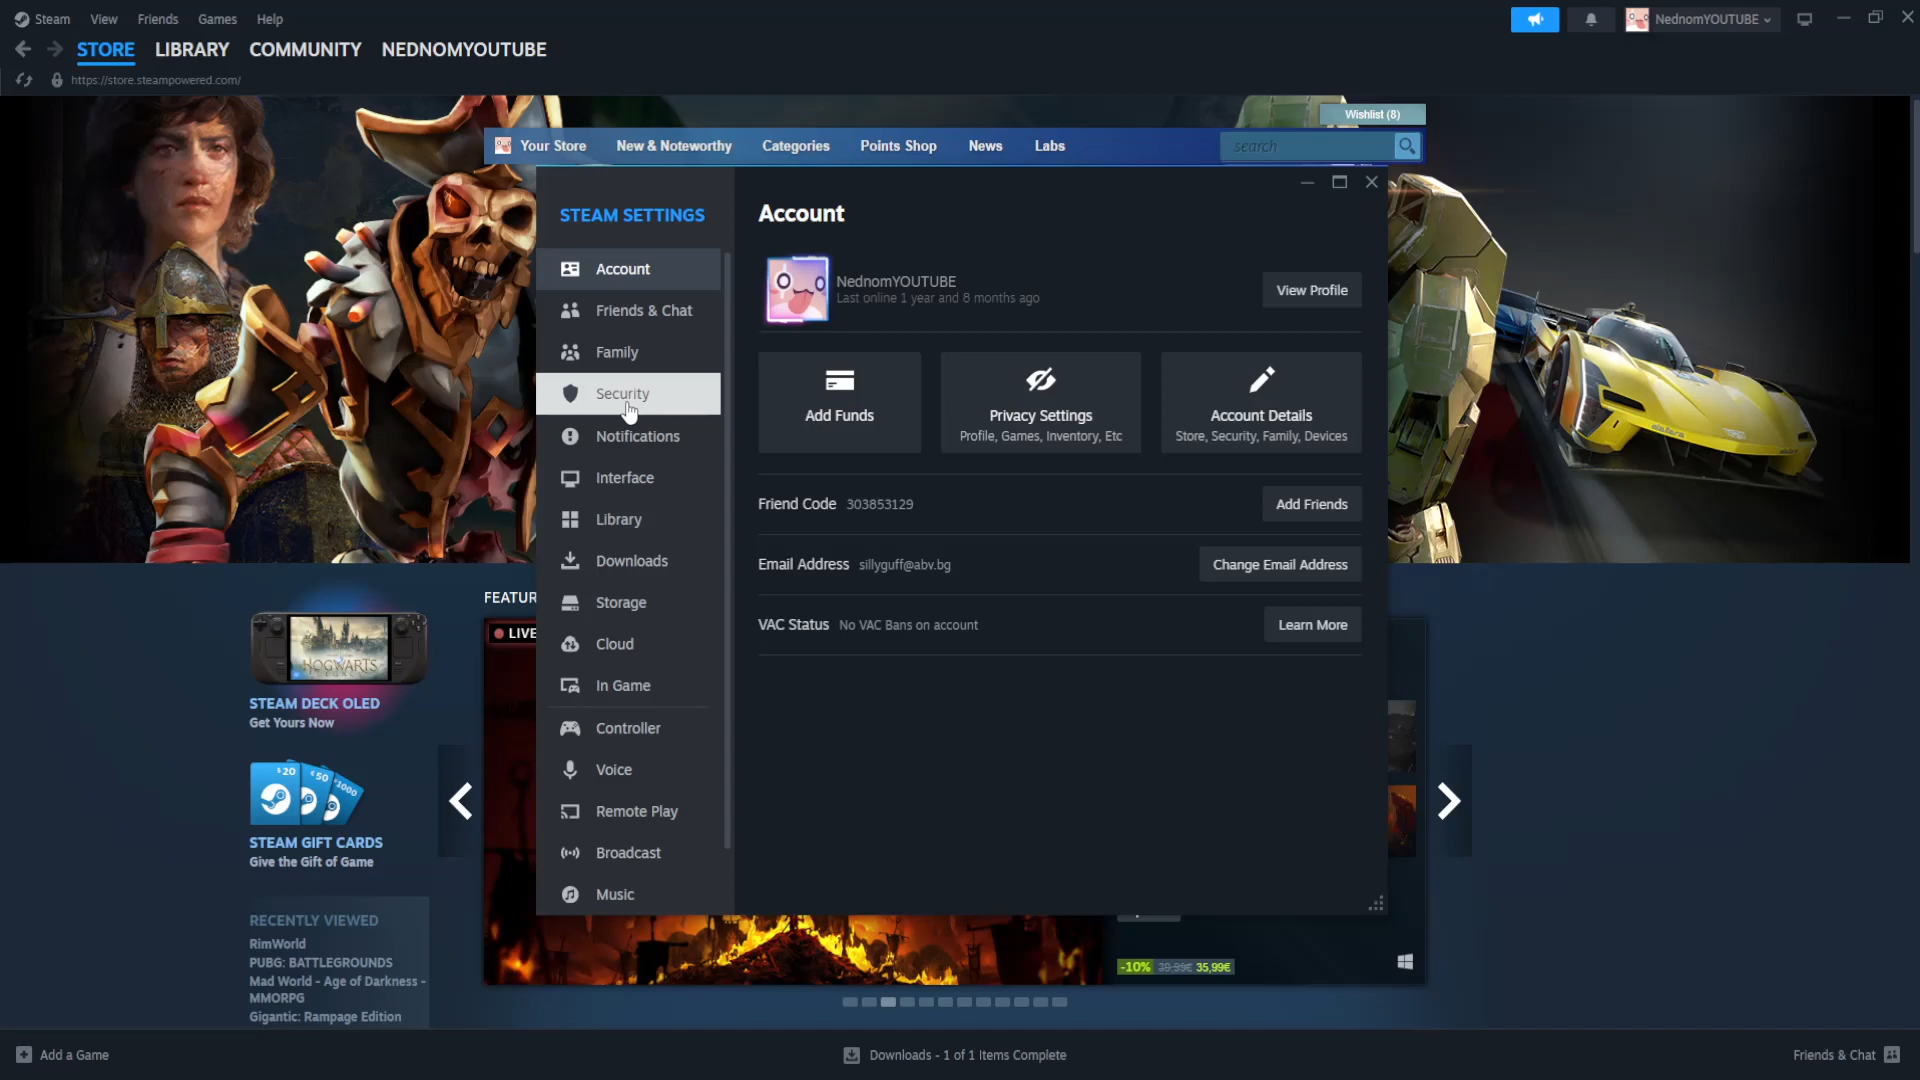 Steam View Friends Games Help
NednomYOUTUBE
STORE LIBRARY COMMUNITY NEDNOMYOUTUBE
https://store.steampowered.com/
Wishlist (8)
Your Store New & Noteworthy Categories Points Shop News Labs
search
STEAM SETTINGS
Account
Friends & Chat
Family
Security
Notifications
Interface
Library
Downloads
Storage
Cloud
In Game
Controller
Voice
Remote Play
Broadcast
Music
Account
NednomYOUTUBE
Last online 1 year and 8 months ago
View Profile
Add Funds
Privacy Settings
Profile, Games, Inventory, Etc
Account Details
Store, Security, Family, Devices
Friend Code 303853129
Add Friends
Email Address sillyguff@abv.bg
Change Email Address
VAC Status No VAC Bans on account
Learn More
FEATUR
LIVE
HOGWARTS
STEAM DECK OLED
Get Yours Now
$20 €50 ¥1000
STEAM GIFT CARDS
Give the Gift of Game
RECENTLY VIEWED
RimWorld
PUBG: BATTLEGROUNDS
Mad World - Age of Darkness -
MMORPG
Gigantic: Rampage Edition
-10% 39,99€ 35,99€
Add a Game
Downloads - 1 of 1 Items Complete
Friends & Chat